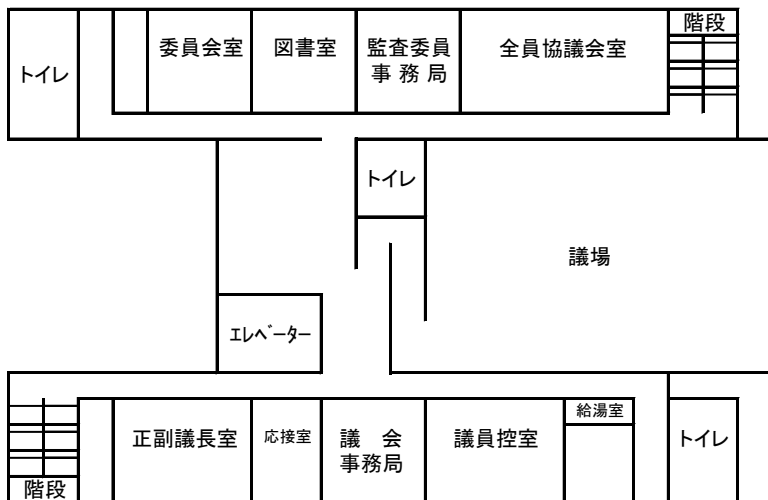 階段
委員会室
図書室
監査委員
事務局
全員協議会室
トイレ
トイレ
議場
エレベーター
正副議長室
応接室
議会
事務局
議員控室
給湯室
トイレ
階段